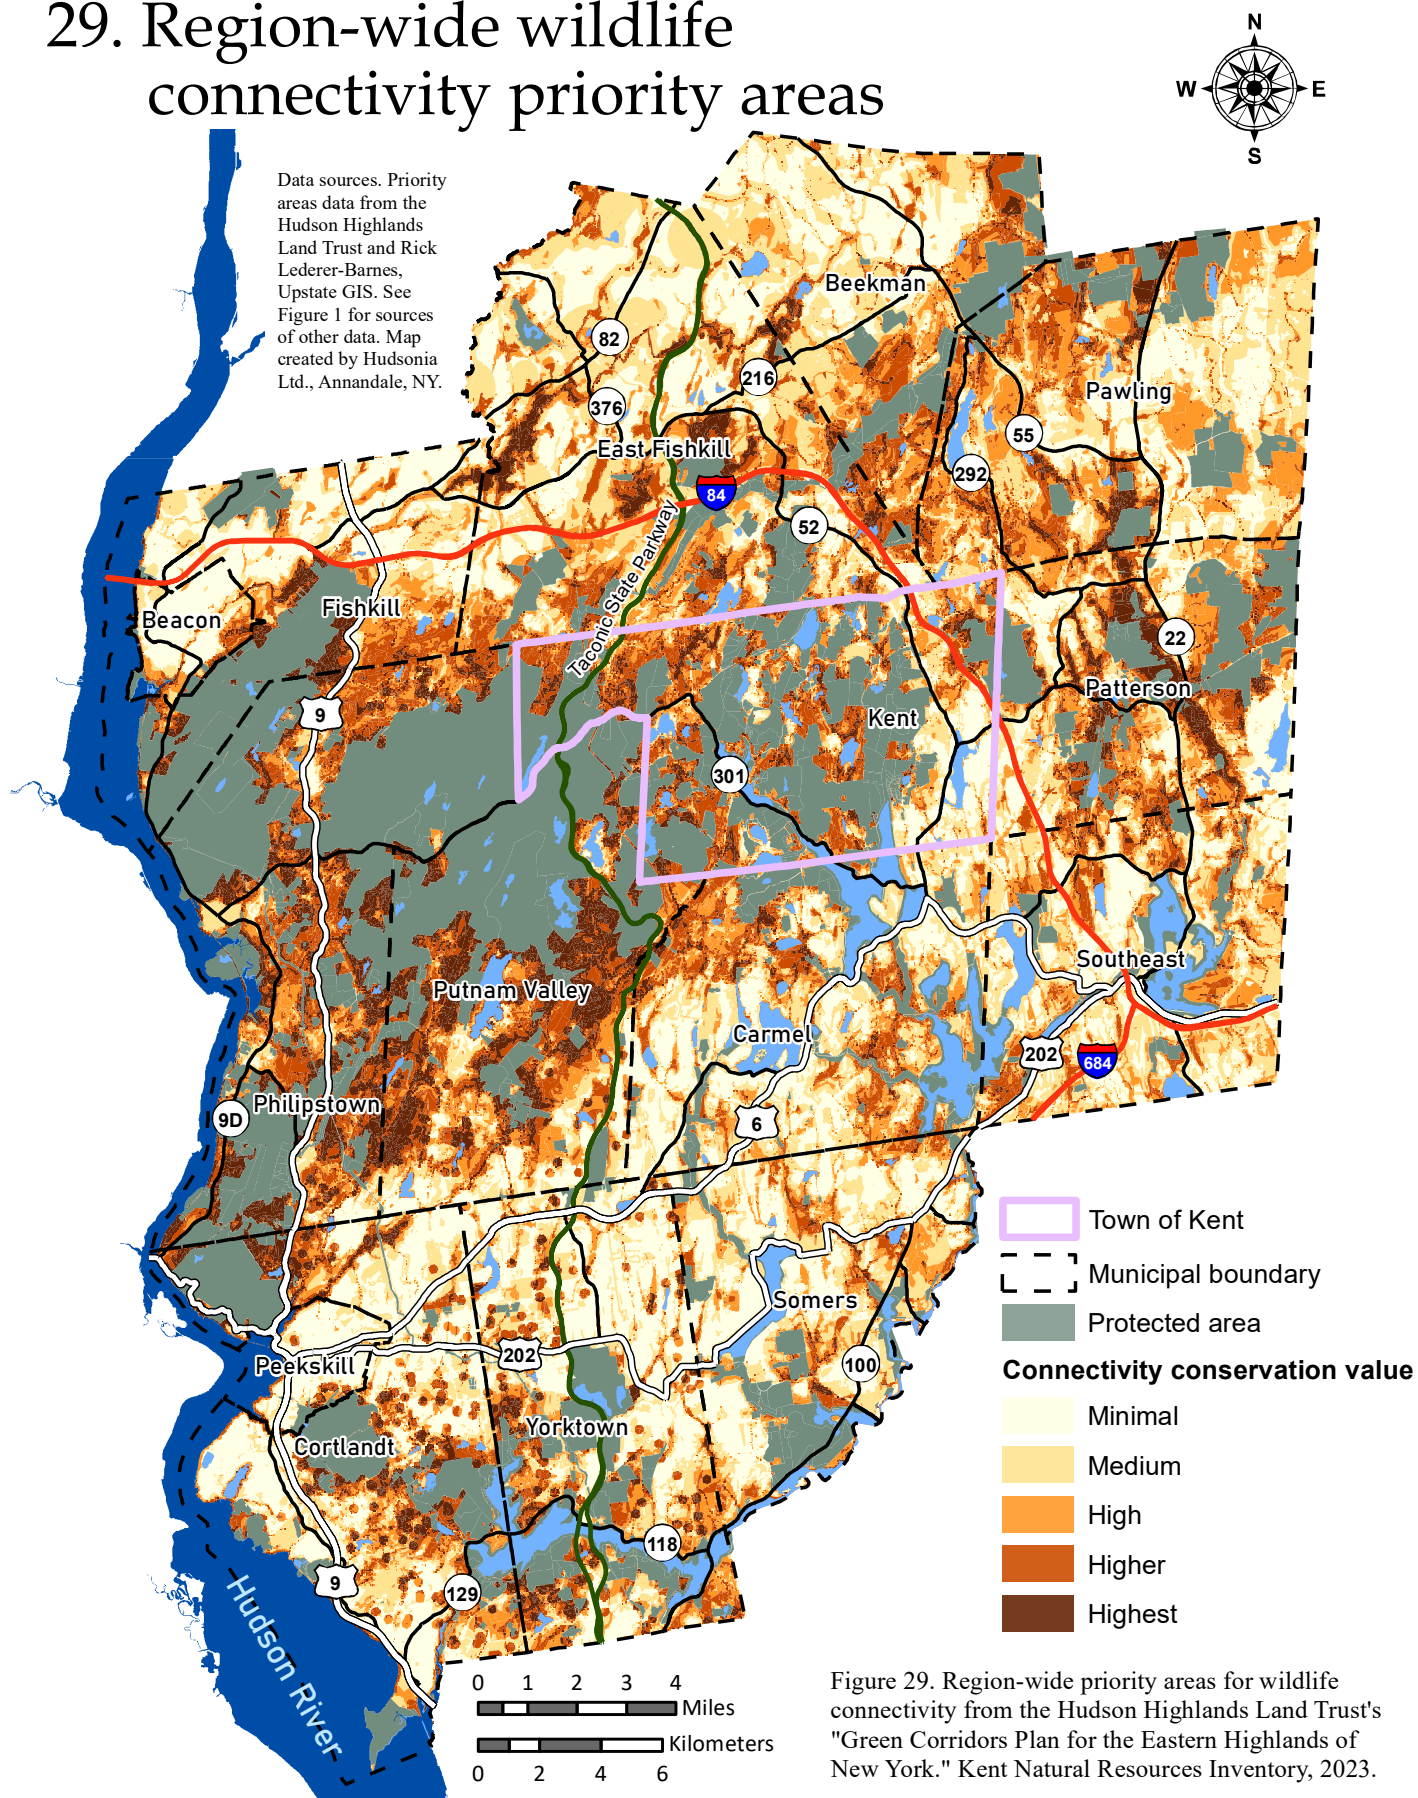 29. Region-wide wildlife
connectivity priority areas
N
W
E
S
Data sources. Priority
areas data from the
Hudson Highlands
Land Trust and Rick
Lederer-Barnes,
Upstate GIS. See
Figure 1 for sources
of other data. Map
created by Hudsonia
Ltd., Annandale, NY.
Beekman
82
216
376
Pawling
55
East Fishkill
292
84
52
Taconic State Parkway
Beacon
Fishkill
22
Patterson
9
Kent
301
Southeast
Putnam Valley
Carmel
202
684
Philipstown
9D
6
Town of Kent
Municipal boundary
Protected area
Somers
202
Peekskill
100
Connectivity conservation value
Minimal
Medium
High
Higher
Highest
Yorktown
Cortlandt
118
9
129
Hudson River
0 1 2 3 4
Miles
Kilometers
0 2 4 6
Figure 29. Region-wide priority areas for wildlife
connectivity from the Hudson Highlands Land Trust's
"Green Corridors Plan for the Eastern Highlands of
New York." Kent Natural Resources Inventory, 2023.